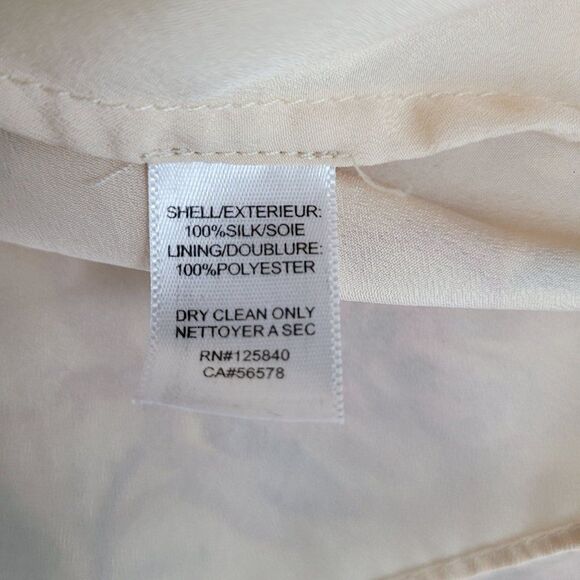 SHELL/EXTERIEUR:
100%SILK/SOIE
LINING/DOUBLURE:
100%POLYESTER
DRY CLEAN ONLY
NETTOYER A SEC
RN#125840
CA#56578